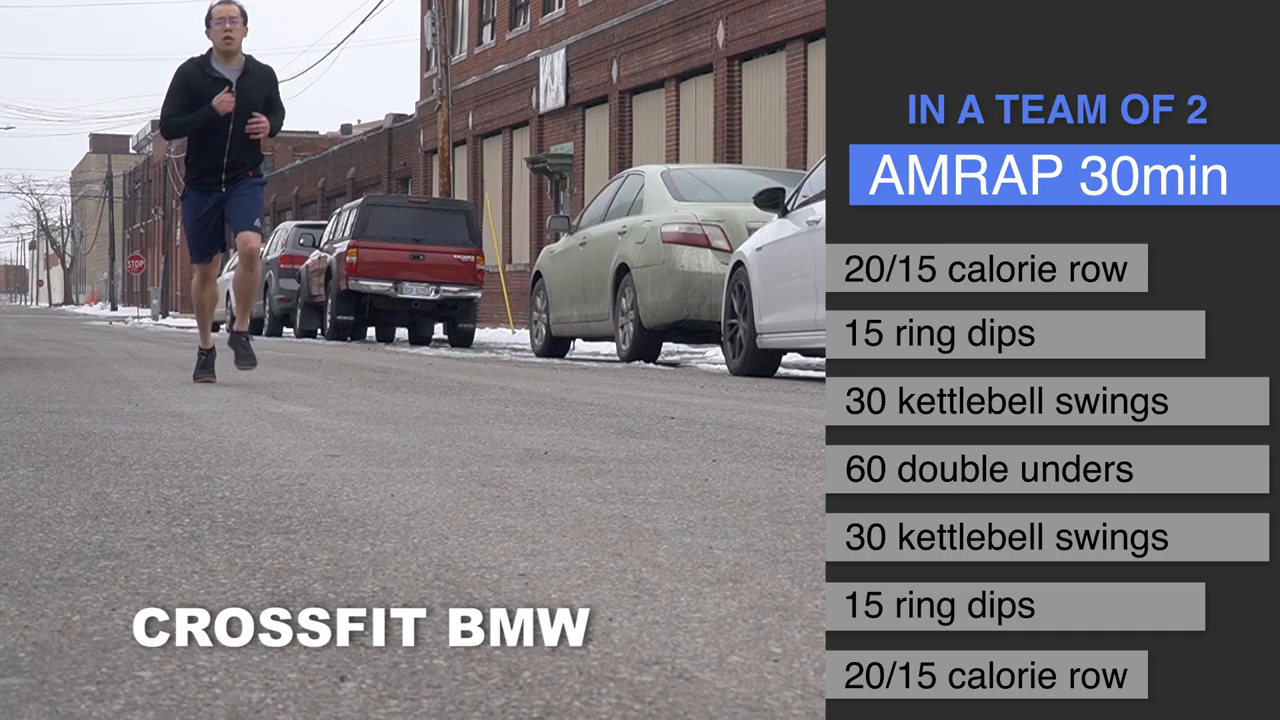 STOP
CROSSFIT BMW
IN A TEAM OF 2
AMRAP 30min
20/15 calorie row
15 ring dips
30 kettlebell swings
60 double unders
30 kettlebell swings
15 ring dips
20/15 calorie row